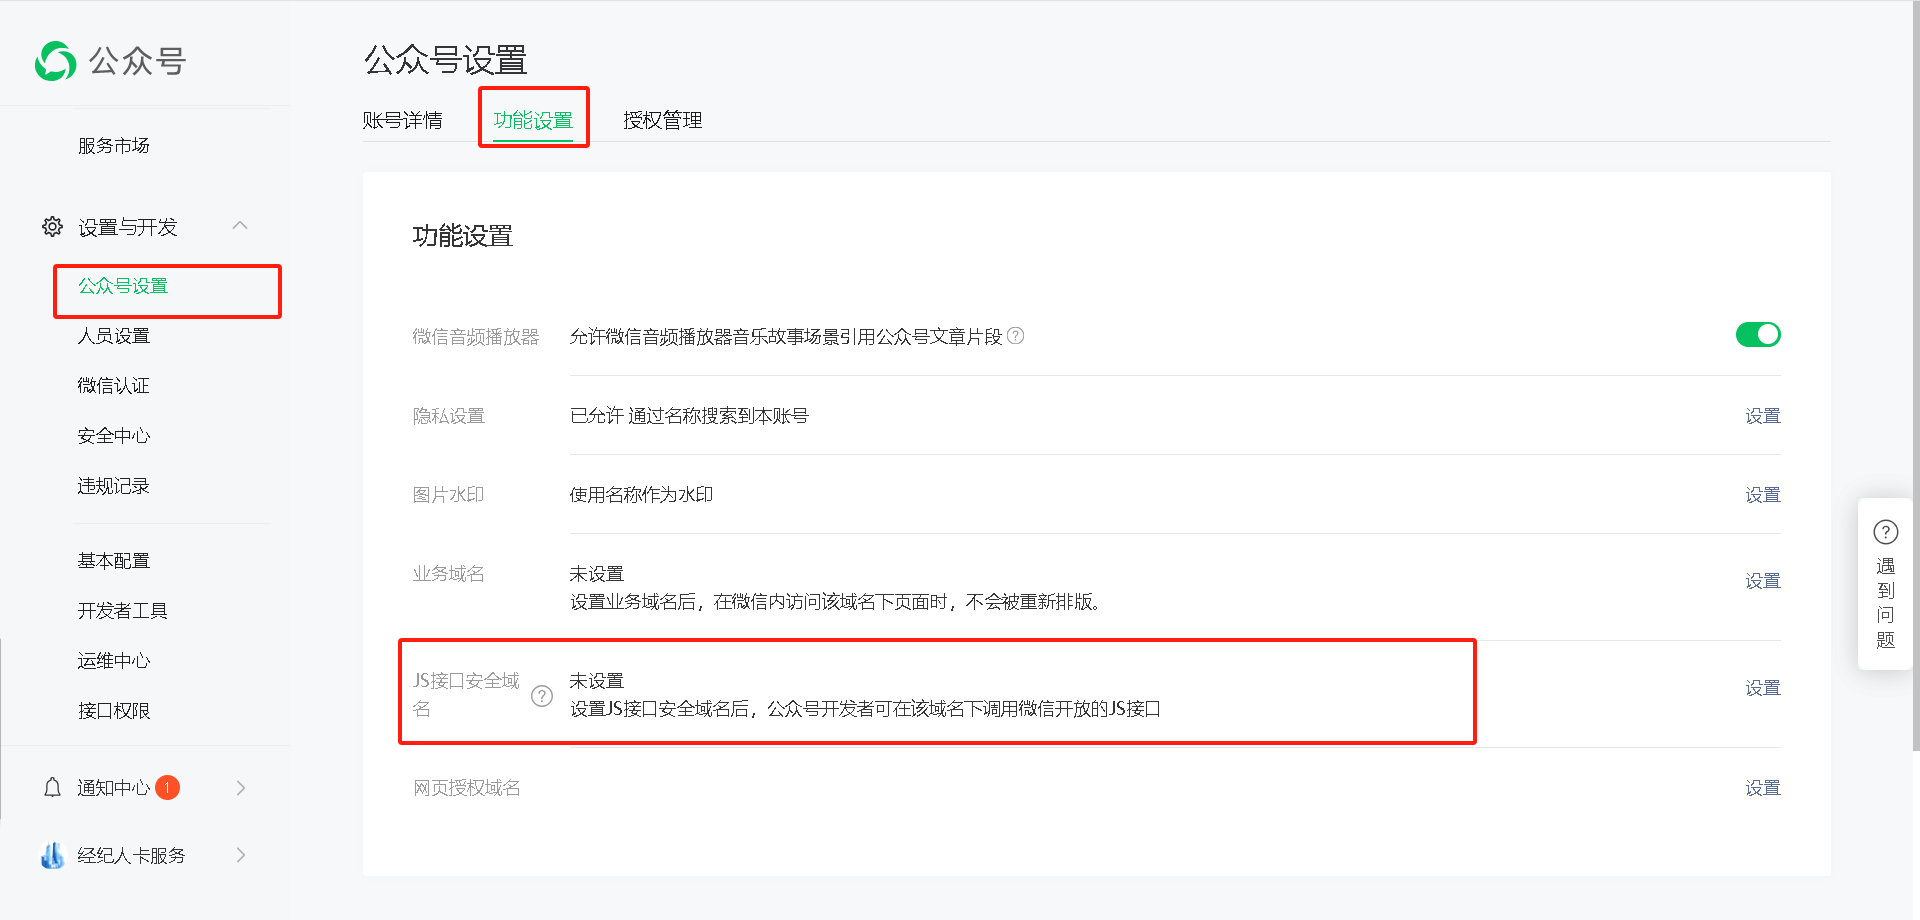 公众号
服务市场
设置与开发
公众号设置
人员设置
微信认证
安全中心
违规记录
基本配置
开发者工具
运维中心
接口权限
通知中心 1
经纪人卡服务
公众号设置
账号详情 功能设置 授权管理
功能设置
微信音频播放器 允许微信音频播放器音乐故事场景引用公众号文章片段 ?
隐私设置 已允许 通过名称搜索到本账号 设置
图片水印 使用名称作为水印 设置
业务域名 未设置 设置
设置业务域名后，在微信内访问该域名下页面时，不会被重新排版。
JS接口安全域名 ? 未设置 设置
设置JS接口安全域名后，公众号开发者可在该域名下调用微信开放的JS接口
网页授权域名 设置
?
遇到问题